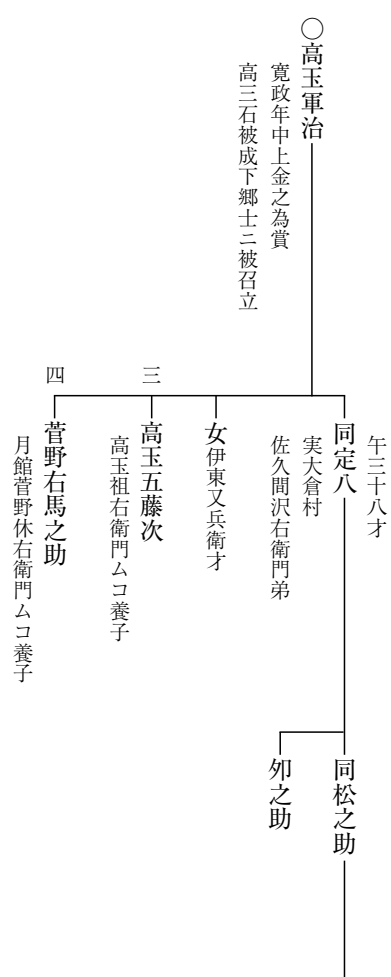 〇高玉軍治
寛政年中上金之為賞
高三石被成下郷士ニ被召立
午三十八才
同定八
実大倉村
佐久間沢右衛門弟
女伊東又兵衛才
三
高玉五藤次
高玉祖右衛門ムコ養子
四
菅野右馬之助
月館菅野休右衛門ムコ養子
同松之助
夘之助